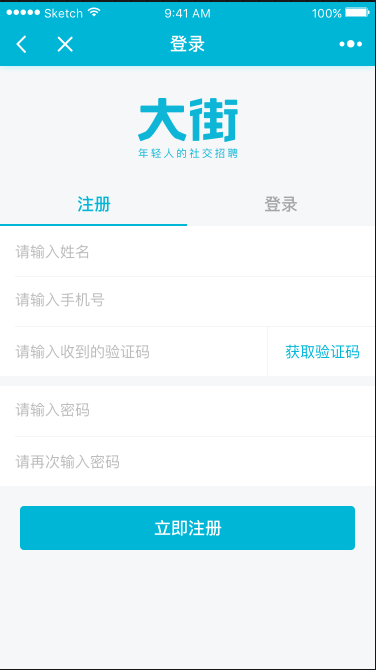 Sketch 9:41 AM 100%
登录
大街
年轻人的社交招聘
注册 登录
请输入姓名
请输入手机号
请输入收到的验证码 获取验证码
请输入密码
请再次输入密码
立即注册